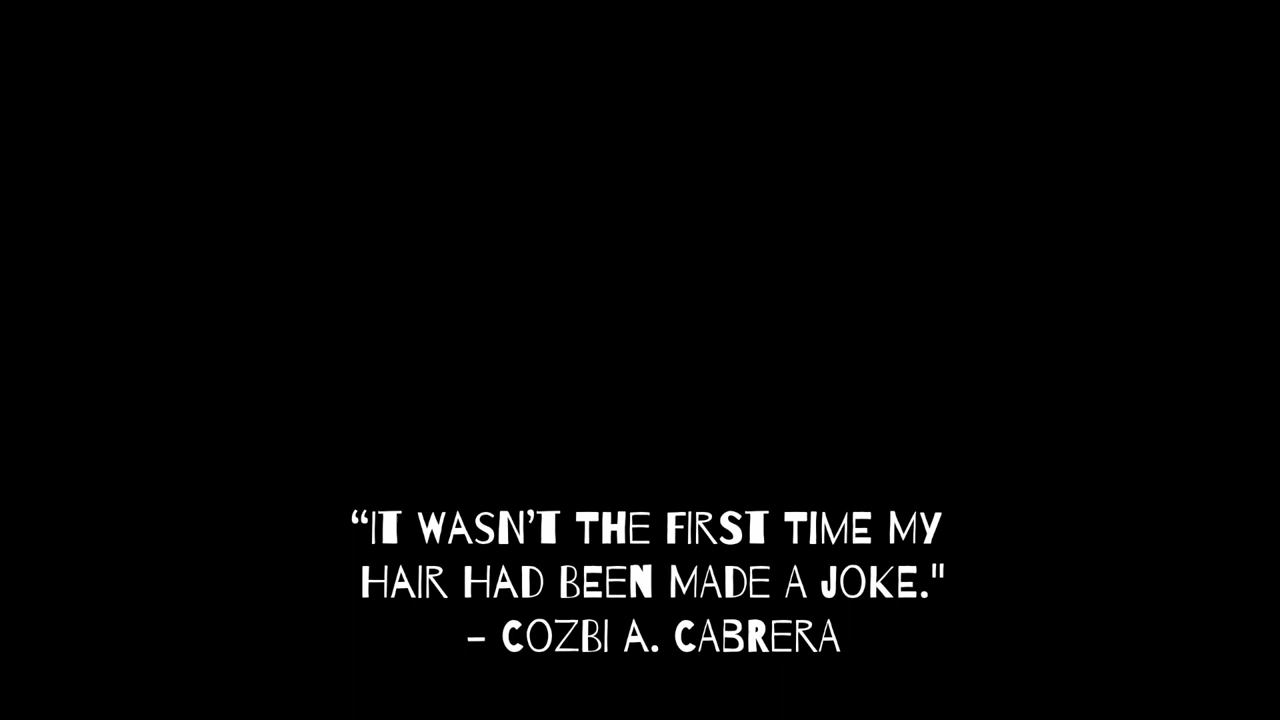 “IT WASN’T THE FIRST TIME MY
HAIR HAD BEEN MADE A JOKE."
- COZBI A. CABRERA